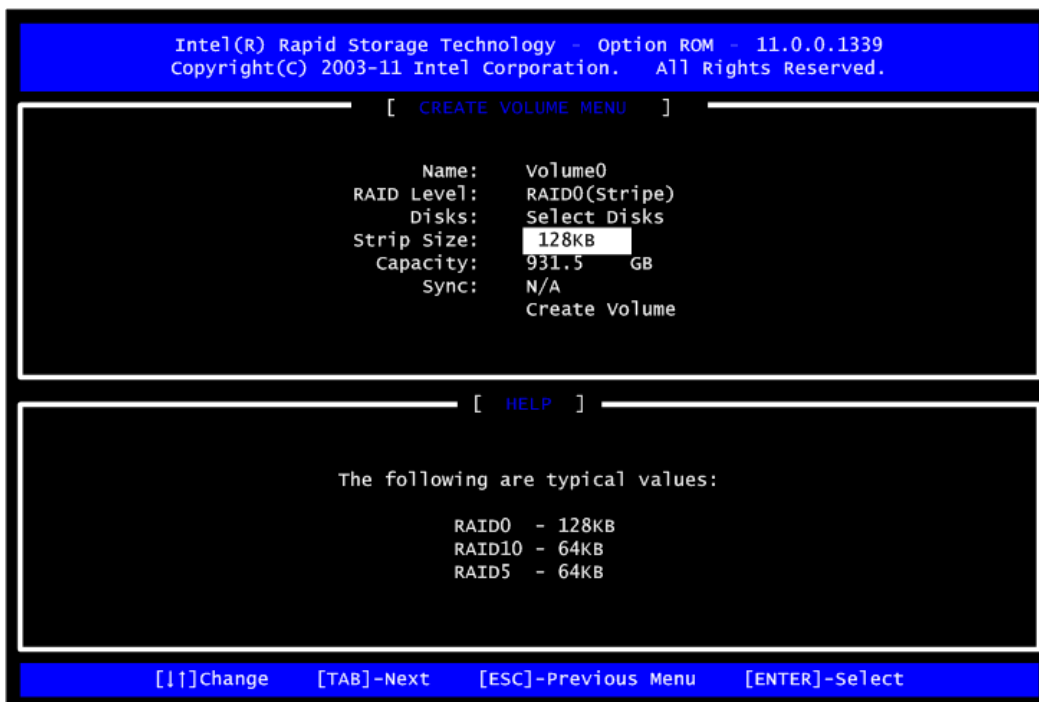 Intel(R) Rapid Storage Technology - Option ROM - 11.0.0.1339
Copyright(C) 2003-11 Intel Corporation. All Rights Reserved.
[ CREATE VOLUME MENU ]
Name: Volume0
RAID Level: RAID0(Stripe)
Disks: Select Disks
Strip Size: 128KB
Capacity: 931.5 GB
Sync: N/A
Create Volume
[ HELP ]
The following are typical values:
RAID0 - 128KB
RAID10 - 64KB
RAID5 - 64KB
[↓↑]Change [TAB]-Next [ESC]-Previous Menu [ENTER]-Select